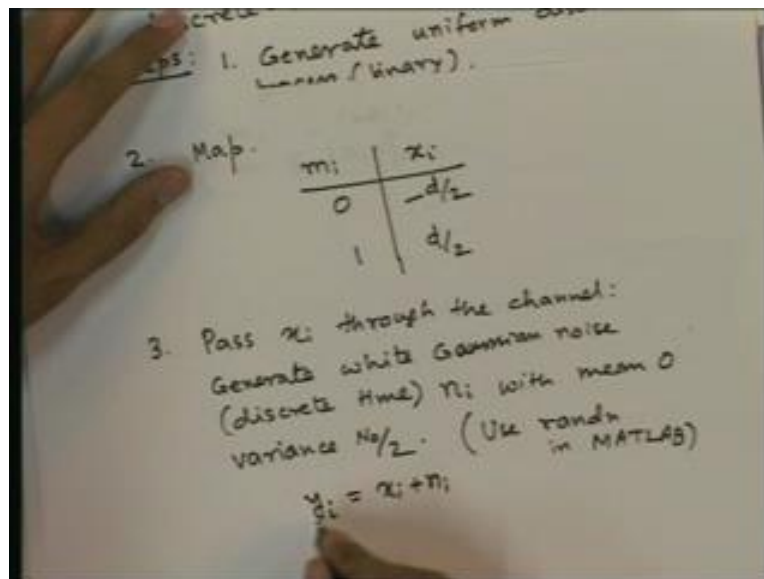 1. Generate uniform
(binary).
2. Map.
mi xi
0 -d/2
1 d/2
3. Pass xi through the channel:
Generate white Gaussian noise
(discrete time) ni with mean 0
variance No/2. (Use randn
in MATLAB)
yi = xi + ni